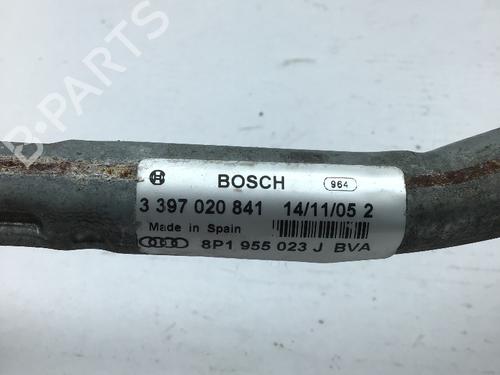 BOSCH 964
3 397 020 841 14/11/05 2
Made in Spain
8P1 955 023 J BVA
B-PARTS